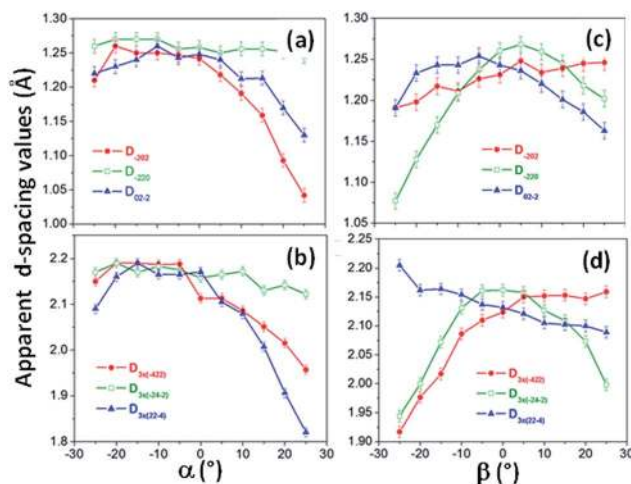 Apparent d-spacing values (Å)
(a)
1.30
1.25
1.20
1.15
1.10
1.05
1.00
D-202
D-220
D02-2
(c)
1.30
1.25
1.20
1.15
1.10
1.05
D-202
D-220
D02-2
(b)
2.2
2.1
2.0
1.9
1.8
D3x(-422)
D3x(-24-2)
D3x(22-4)
-30 -20 -10 0 10 20 30
α (°)
(d)
2.25
2.20
2.15
2.10
2.05
2.00
1.95
1.90
D3x(-422)
D3x(-24-2)
D3x(22-4)
-30 -20 -10 0 10 20 30
β (°)